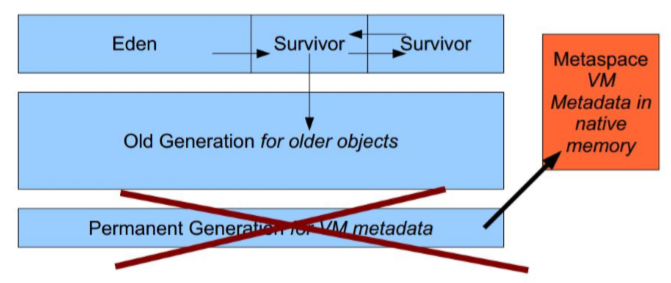 Eden
Survivor
Survivor
Metaspace
VM
Metadata in
native
memory
Old Generation for older objects
Permanent Generation for VM metadata